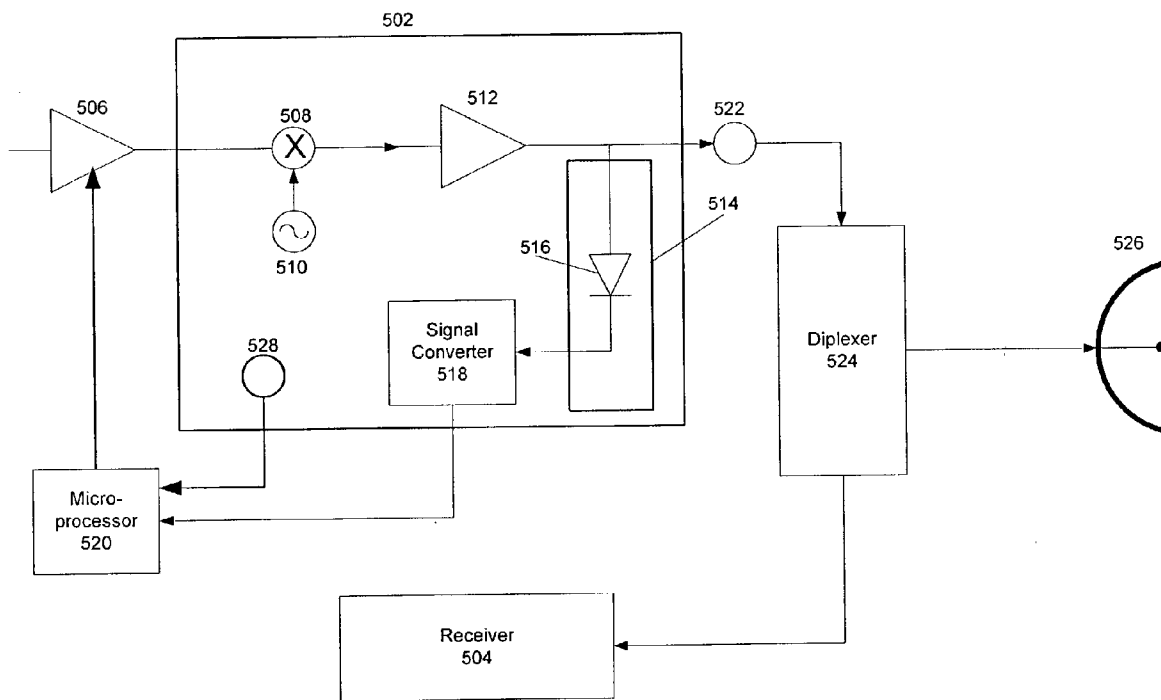 502
506
508
X
512
522
510
516
514
526
Signal
Converter
518
528
Diplexer
524
Micro-
processor
520
Receiver
504